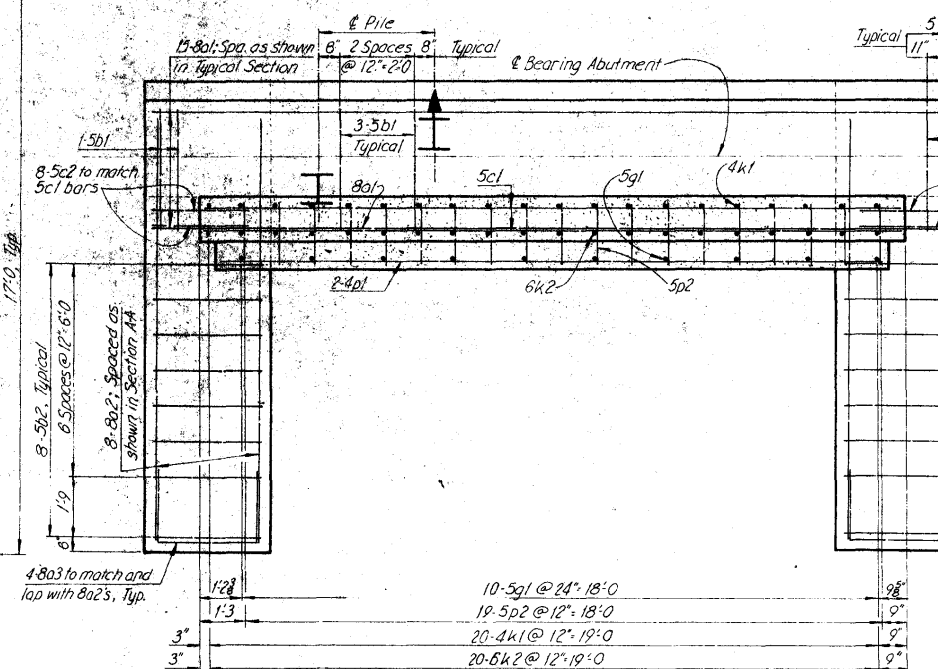 ℄ Pile
15-8a1; Spa. as shown
in Typical Section
8" 2 Spaces 8" Typical
@ 12"=2'-0
℄ Bearing Abutment
Typical
5
11"
3-5b1
Typical
1-5b1
8-5c2 to match
5c1 bars
8a1
5c1
5g1
4k1
2-4p1
6k2
5p2
17'-0, Typ.
8-5b2, Typical
6 Spaces @ 12"=6'-0
1'-9
6"
8-8a2; Spaced as
shown in Section A-A
4-8a3 to match and
lap with 8a2's, Typ.
1'-2⅜ 10-5g1 @ 24"=18'-0 9⅝"
1'-3 19-5p2 @ 12"=18'-0 9"
3" 20-4k1 @ 12"=19'-0 9"
3" 20-6k2 @ 12"=19'-0 9"